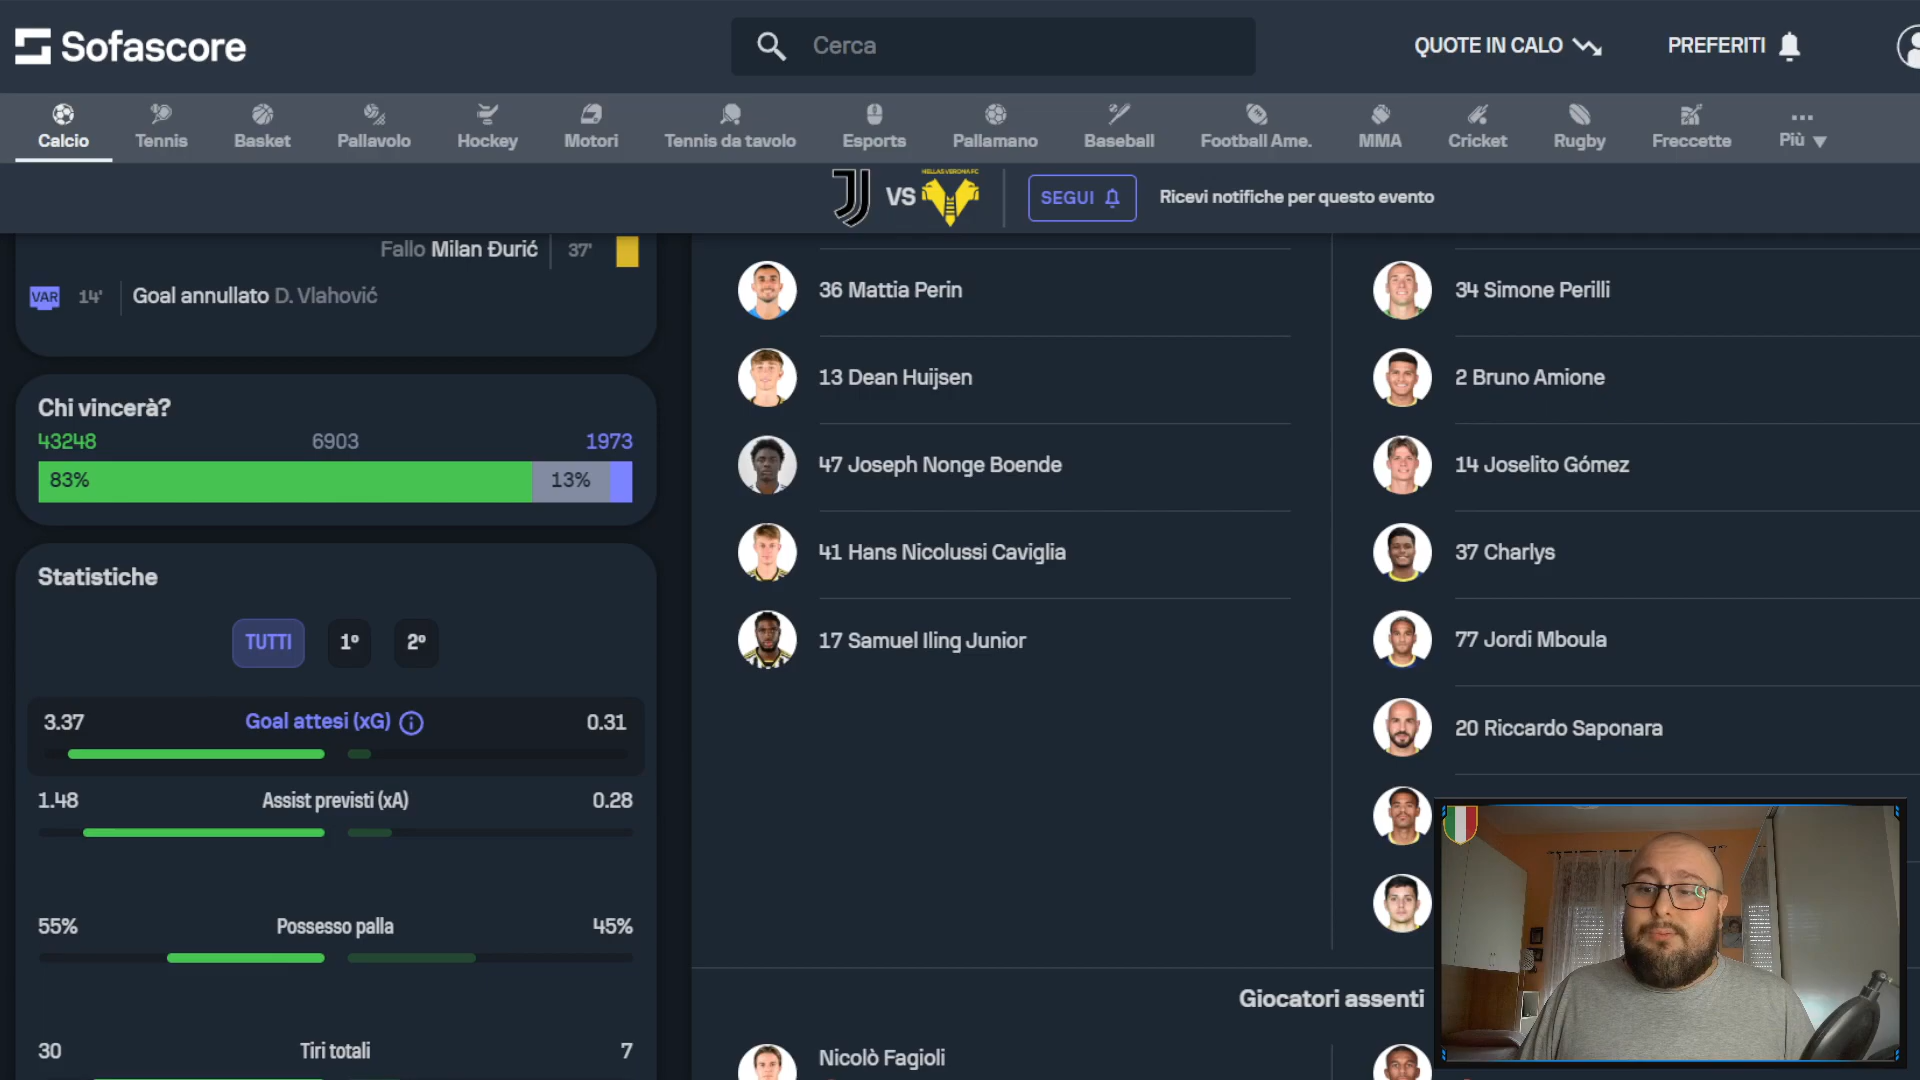 Sofascore
Cerca
QUOTE IN CALO
PREFERITI
Calcio
Tennis
Basket
Pallavolo
Hockey
Motori
Tennis da tavolo
Esports
Pallamano
Baseball
Football Ame.
MMA
Cricket
Rugby
Freccette
Più
VS
HELLAS VERONA FC
SEGUI
Ricevi notifiche per questo evento
Fallo Milan Đurić 37'
VAR 14' Goal annullato D. Vlahović
Chi vincerà?
43248 6903 1973
83% 13%
Statistiche
TUTTI 1º 2º
3.37 Goal attesi (xG) 0.31
1.48 Assist previsti (xA) 0.28
55% Possesso palla 45%
30 Tiri totali 7
36 Mattia Perin
13 Dean Huijsen
47 Joseph Nonge Boende
41 Hans Nicolussi Caviglia
17 Samuel Iling Junior
34 Simone Perilli
2 Bruno Amione
14 Joselito Gómez
37 Charlys
77 Jordi Mboula
20 Riccardo Saponara
Giocatori assenti
Nicolò Fagioli